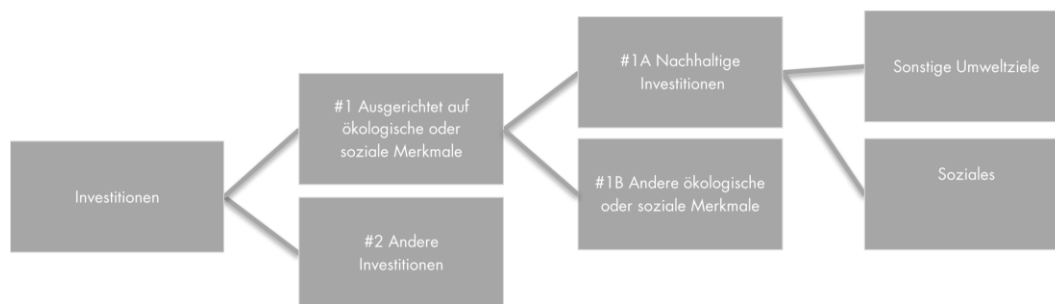 Investitionen
#1 Ausgerichtet auf
ökologische oder
soziale Merkmale
#2 Andere
Investitionen
#1A Nachhaltige
Investitionen
#1B Andere ökologische
oder soziale Merkmale
Sonstige Umweltziele
Soziales